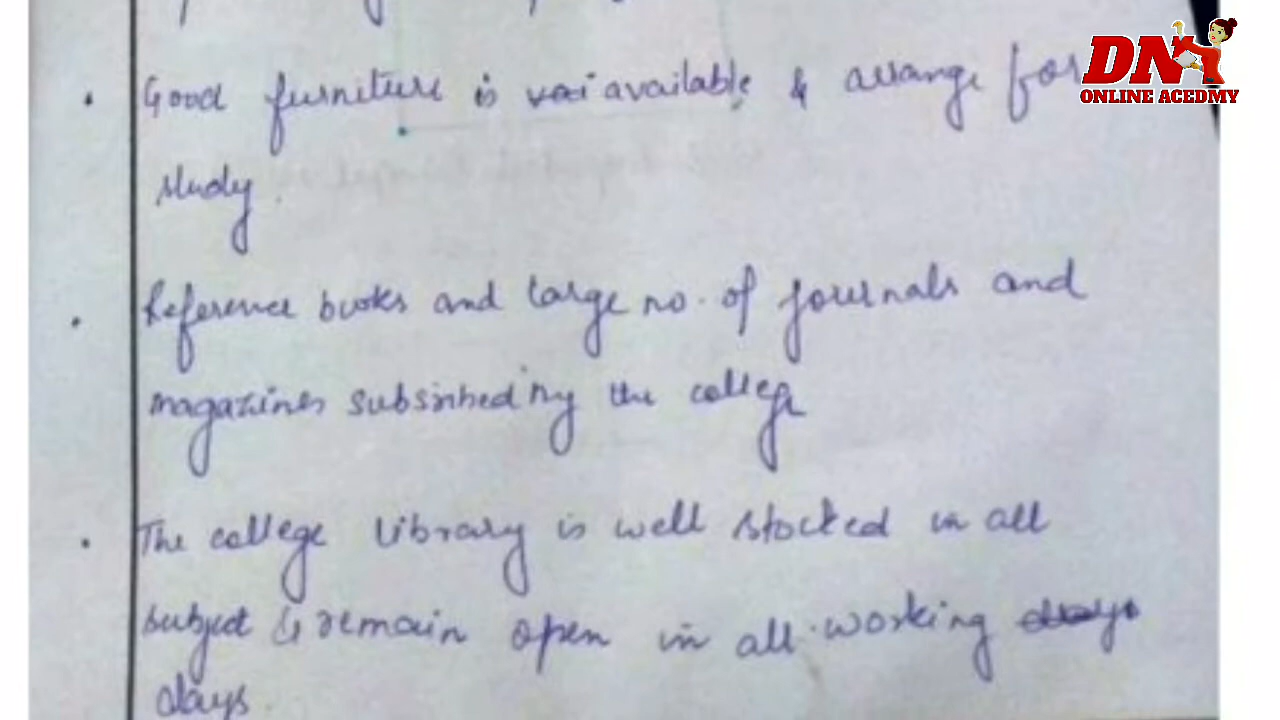 DN
ONLINE ACEDMY
• Good furniture is vai available & arrange for
study.
• Reference books and large no. of journals and
magazines subsribed by the college
• The college library is well stocked in all
subject & remain open in all working days
days.